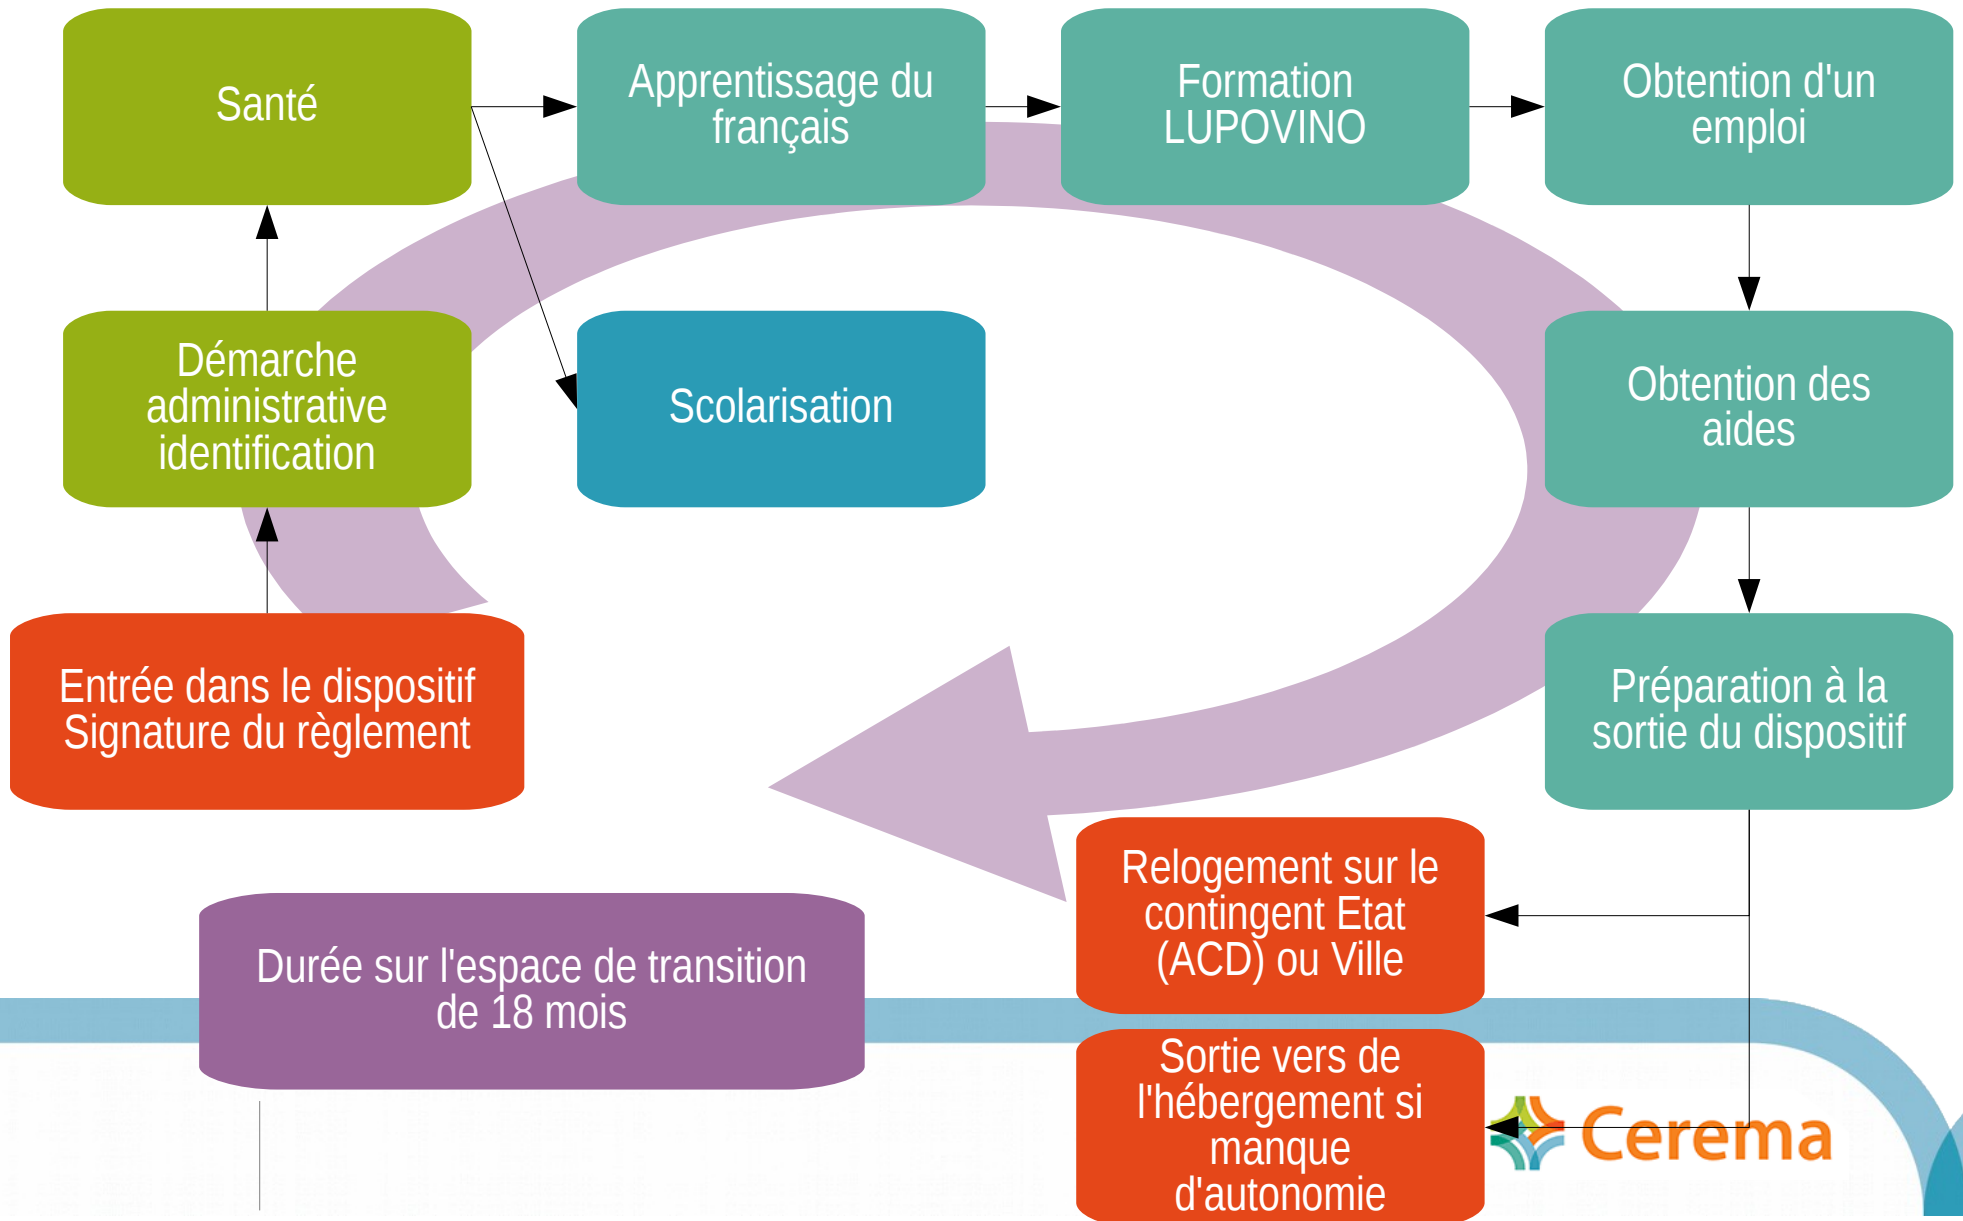 Santé
Apprentissage du
français
Formation
LUPOVINO
Obtention d'un
emploi
Démarche
administrative
identification
Scolarisation
Obtention des
aides
Entrée dans le dispositif
Signature du règlement
Préparation à la
sortie du dispositif
Relogement sur le
contingent Etat
(ACD) ou Ville
Durée sur l'espace de transition
de 18 mois
Sortie vers de
l'hébergement si
manque
d'autonomie
Cerema